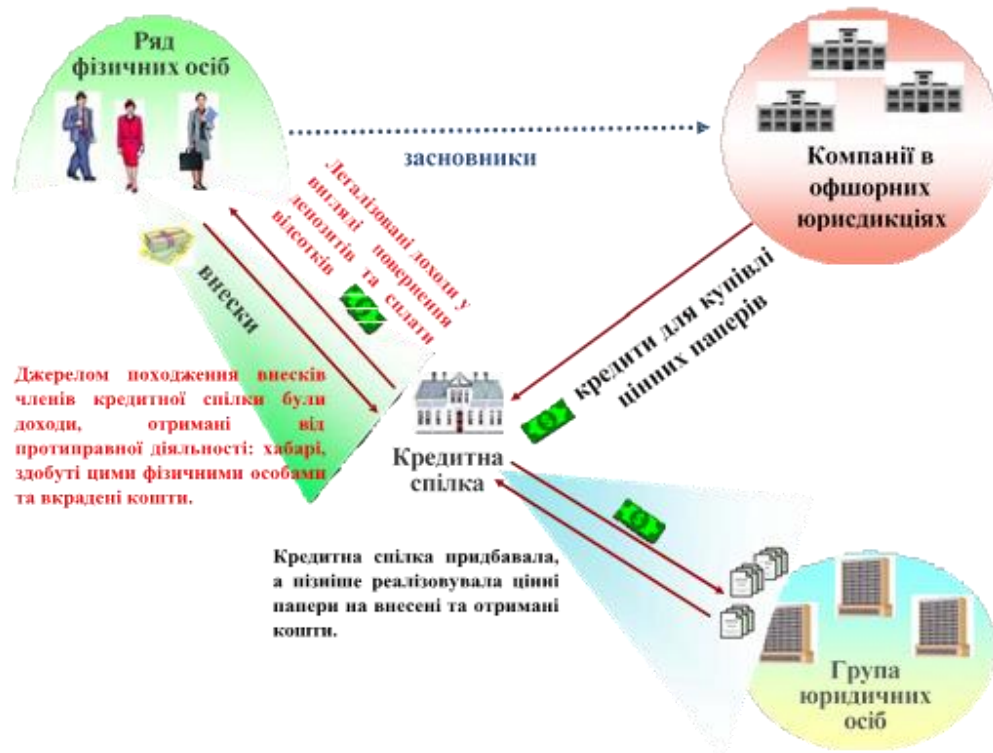 Ряд
фізичних осіб
засновники
Компанії в
офшорних
юрисдикціях
Легалізовані доходи у
вигляді повернення
депозитів та сплати
відсотків
внески
кредити для купівлі
цінних паперів
Джерелом походження внесків
членів кредитної спілки були
доходи, отримані від
протиправної діяльності: хабарі,
здобуті цими фізичними особами
та вкрадені кошти.
Кредитна
спілка
Кредитна спілка придбавала,
а пізніше реалізовувала цінні
папери на внесені та отримані
кошти.
Група
юридичних
осіб